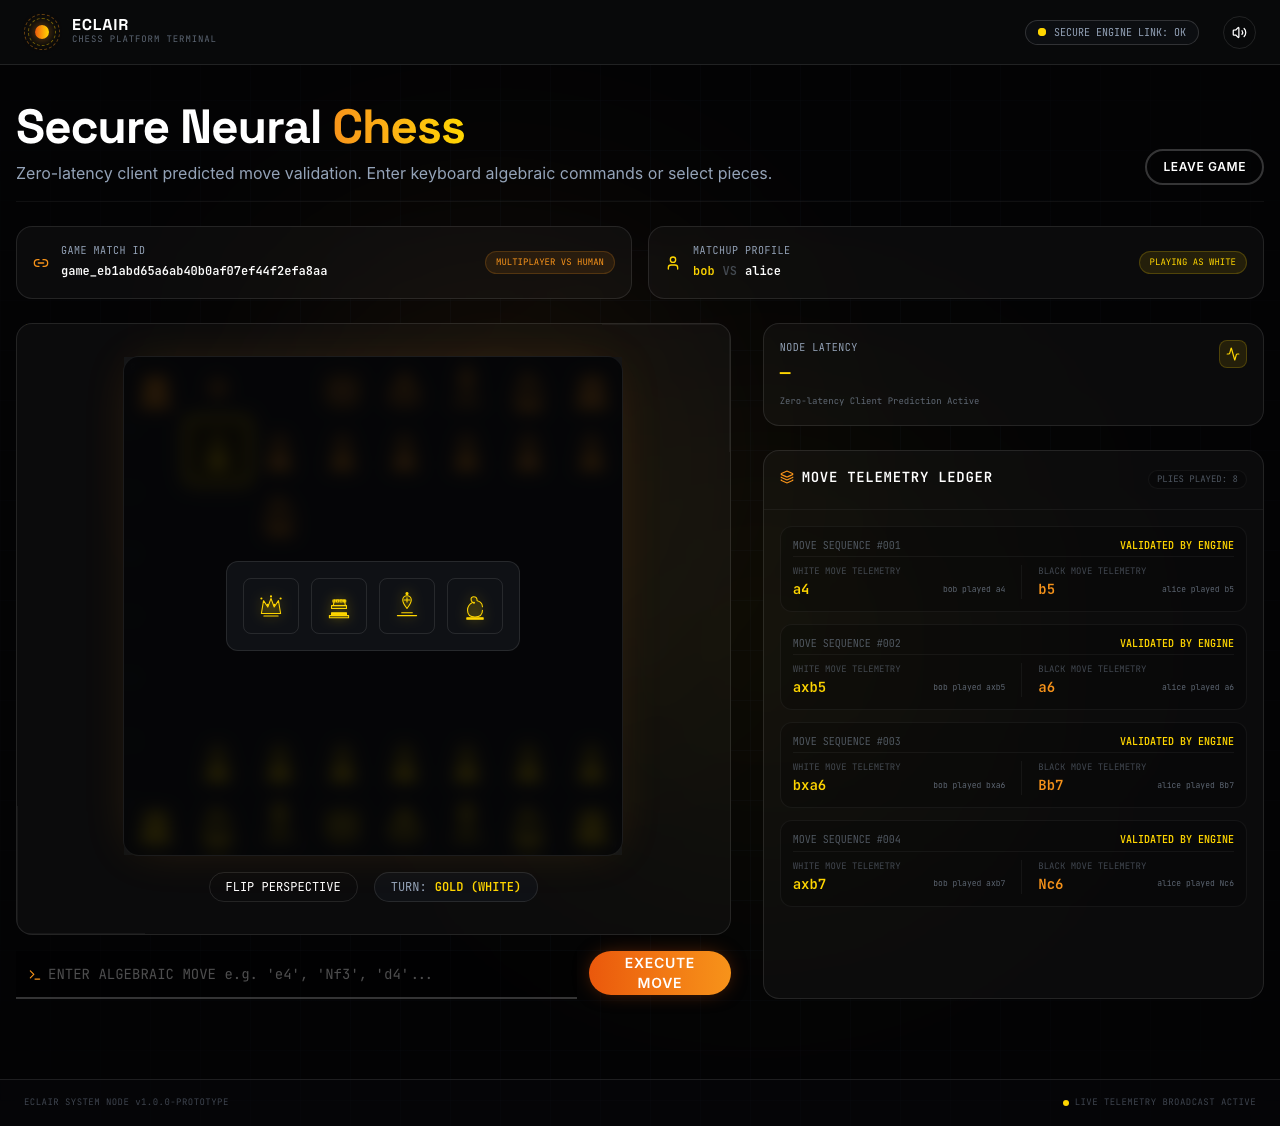 ECLAIR
CHESS PLATFORM TERMINAL
SECURE ENGINE LINK: OK
Secure Neural Chess
Zero-latency client predicted move validation. Enter keyboard algebraic commands or select pieces.
LEAVE GAME
GAME MATCH ID
game_eb1abd65a6ab40b0af07ef44f2efa8aa
MULTIPLAYER VS HUMAN
MATCHUP PROFILE
bob VS alice
PLAYING AS WHITE
NODE LATENCY
—
Zero-latency Client Prediction Active
MOVE TELEMETRY LEDGER
PLIES PLAYED: 8
MOVE SEQUENCE #001
VALIDATED BY ENGINE
WHITE MOVE TELEMETRY
a4
bob played a4
BLACK MOVE TELEMETRY
b5
alice played b5
MOVE SEQUENCE #002
VALIDATED BY ENGINE
WHITE MOVE TELEMETRY
axb5
bob played axb5
BLACK MOVE TELEMETRY
a6
alice played a6
MOVE SEQUENCE #003
VALIDATED BY ENGINE
WHITE MOVE TELEMETRY
bxa6
bob played bxa6
BLACK MOVE TELEMETRY
Bb7
alice played Bb7
MOVE SEQUENCE #004
VALIDATED BY ENGINE
WHITE MOVE TELEMETRY
axb7
bob played axb7
BLACK MOVE TELEMETRY
Nc6
alice played Nc6
FLIP PERSPECTIVE
TURN: GOLD (WHITE)
ENTER ALGEBRAIC MOVE e.g. 'e4', 'Nf3', 'd4'...
EXECUTE
MOVE
ECLAIR SYSTEM NODE v1.0.0-PROTOTYPE
LIVE TELEMETRY BROADCAST ACTIVE